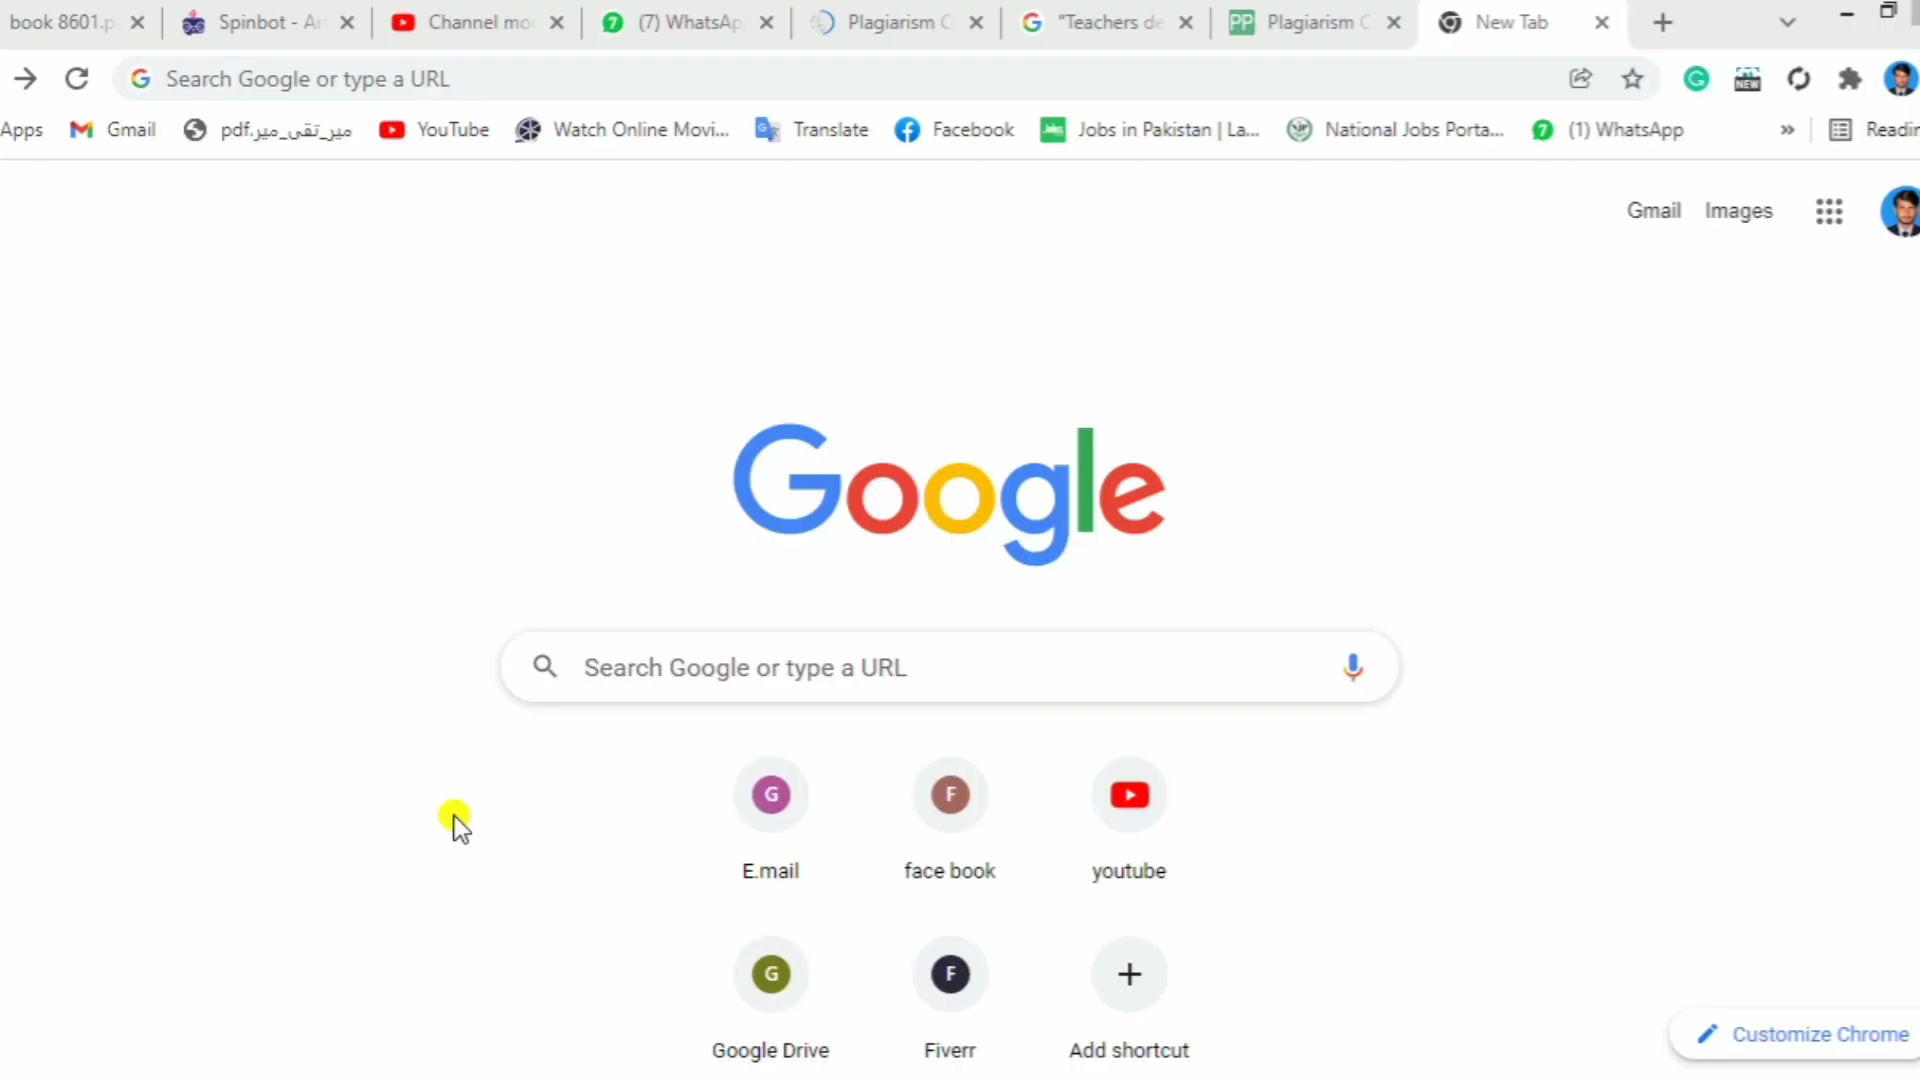 book 8601.p Spinbot - Ar Channel mo (7) WhatsAp Plagiarism C "Teachers de Plagiarism C New Tab
Search Google or type a URL NEW
Apps Gmail میر_تقی_میر.pdf YouTube Watch Online Movi... Translate Facebook Jobs in Pakistan | La... National Jobs Porta... (1) WhatsApp » Readin
Gmail Images
Google
Search Google or type a URL
G F
E.mail face book youtube
G F
Google Drive Fiverr Add shortcut
Customize Chrome